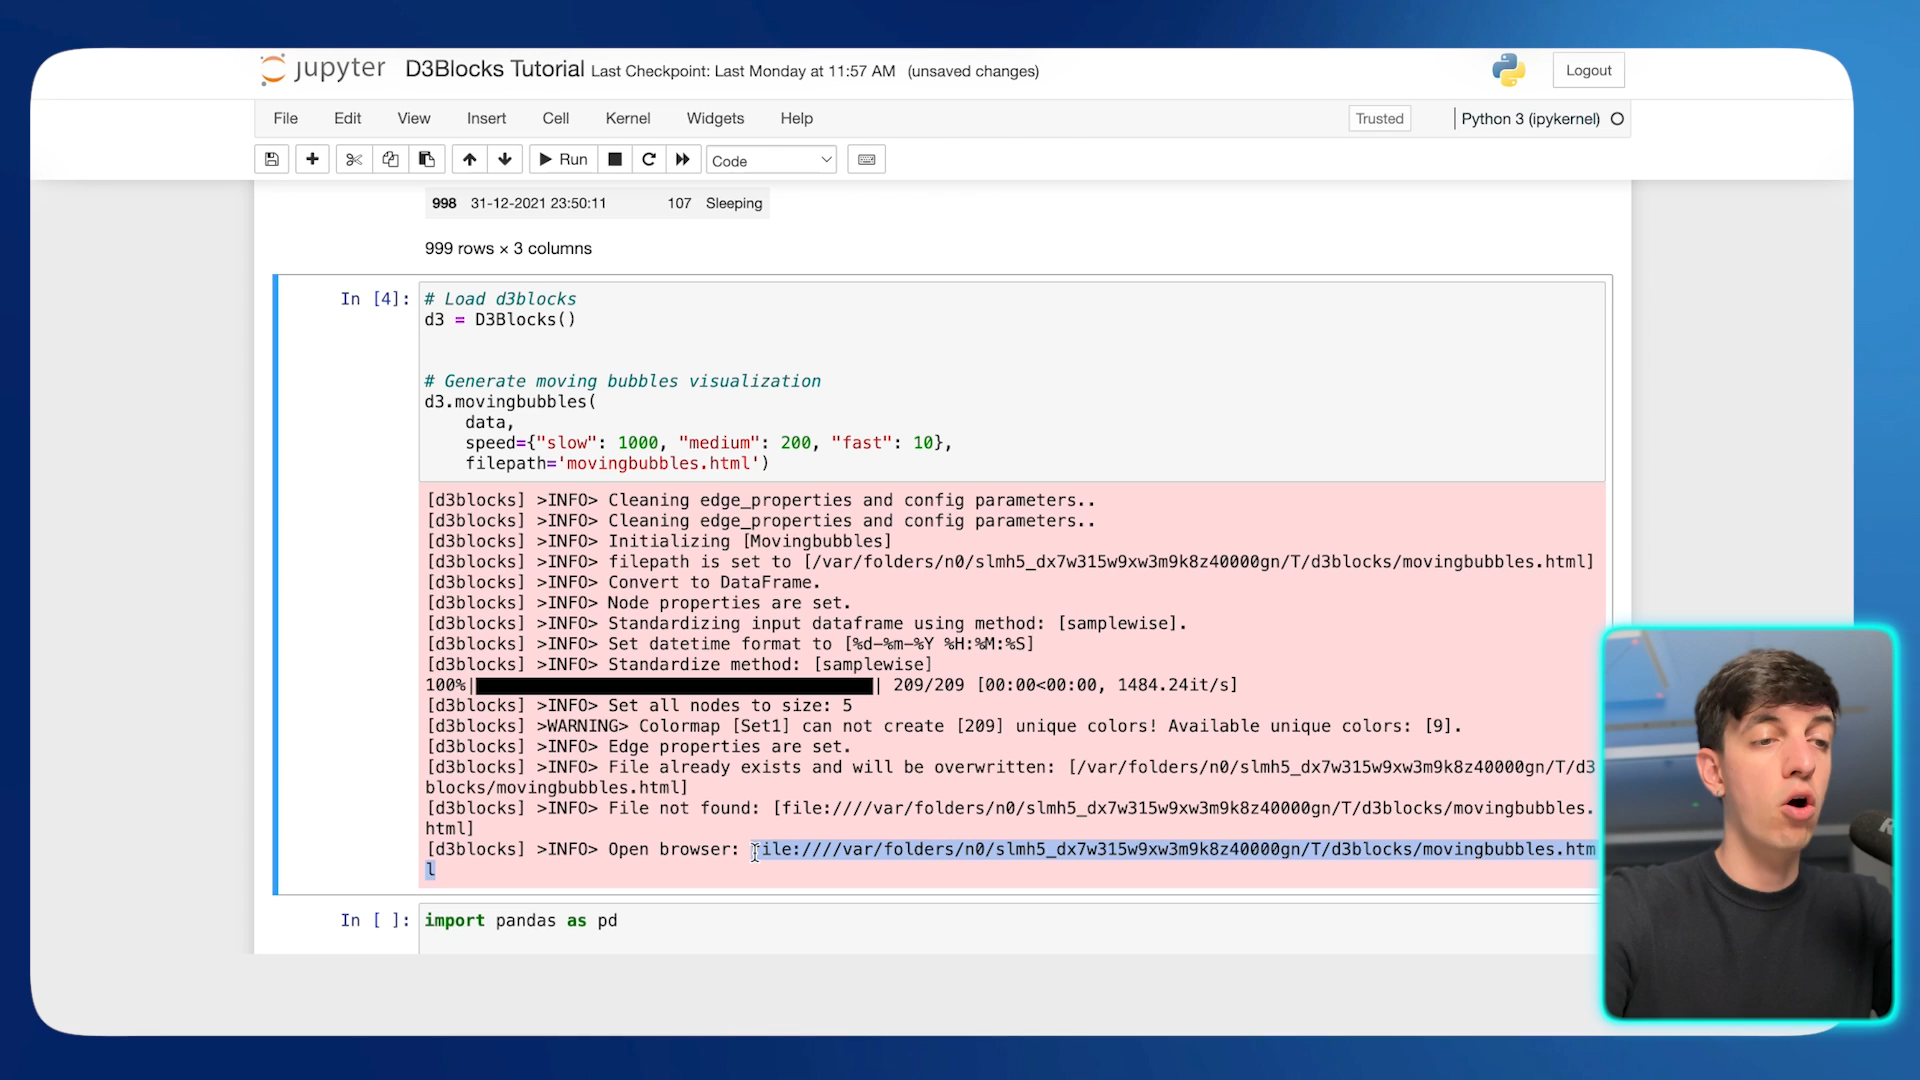 jupyter D3Blocks Tutorial Last Checkpoint: Last Monday at 11:57 AM (unsaved changes) Logout
File Edit View Insert Cell Kernel Widgets Help Trusted Python 3 (ipykernel)
Run Code
998 31-12-2021 23:50:11 107 Sleeping
999 rows × 3 columns
In [4]: # Load d3blocks
d3 = D3Blocks()
# Generate moving bubbles visualization
d3.movingbubbles(
data,
speed={"slow": 1000, "medium": 200, "fast": 10},
filepath='movingbubbles.html')
[d3blocks] >INFO> Cleaning edge_properties and config parameters..
[d3blocks] >INFO> Cleaning edge_properties and config parameters..
[d3blocks] >INFO> Initializing [Movingbubbles]
[d3blocks] >INFO> filepath is set to [/var/folders/n0/slmh5_dx7w315w9xw3m9k8z40000gn/T/d3blocks/movingbubbles.html]
[d3blocks] >INFO> Convert to DataFrame.
[d3blocks] >INFO> Node properties are set.
[d3blocks] >INFO> Standardizing input dataframe using method: [samplewise].
[d3blocks] >INFO> Set datetime format to [%d-%m-%Y %H:%M:%S]
[d3blocks] >INFO> Standardize method: [samplewise]
100%| | 209/209 [00:00<00:00, 1484.24it/s]
[d3blocks] >INFO> Set all nodes to size: 5
[d3blocks] >WARNING> Colormap [Set1] can not create [209] unique colors! Available unique colors: [9].
[d3blocks] >INFO> Edge properties are set.
[d3blocks] >INFO> File already exists and will be overwritten: [/var/folders/n0/slmh5_dx7w315w9xw3m9k8z40000gn/T/d3
blocks/movingbubbles.html]
[d3blocks] >INFO> File not found: [file:////var/folders/n0/slmh5_dx7w315w9xw3m9k8z40000gn/T/d3blocks/movingbubbles.
html]
[d3blocks] >INFO> Open browser: file:////var/folders/n0/slmh5_dx7w315w9xw3m9k8z40000gn/T/d3blocks/movingbubbles.htm
l
In [ ]: import pandas as pd